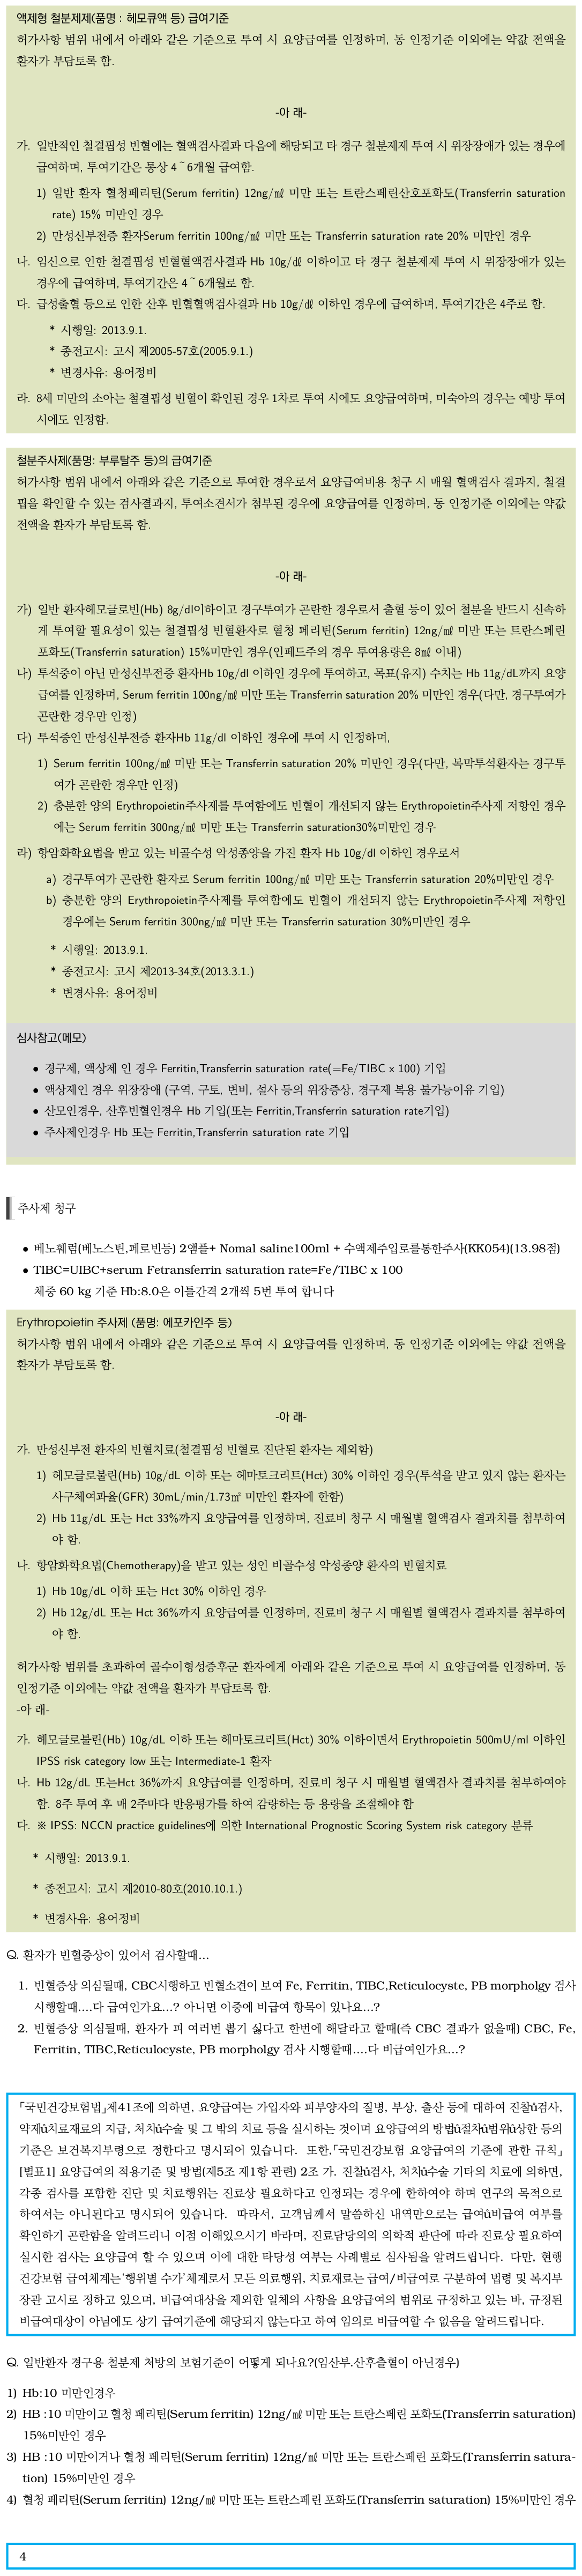 액제형 철분제제(품명 : 헤모큐액 등) 급여기준
허가사항 범위 내에서 아래와 같은 기준으로 투여 시 요양급여를 인정하며, 동 인정기준 이외에는 약값 전액을
환자가 부담토록 함.
-아 래-
가. 일반적인 철결핍성 빈혈에는 혈액검사결과 다음에 해당되고 타 경구 철분제제 투여 시 위장장애가 있는 경우에
급여하며, 투여기간은 통상 4~6개월 급여함.
1) 일반 환자 혈청페리틴(Serum ferritin) 12ng/㎖ 미만 또는 트란스페린산호포화도(Transferrin saturation
rate) 15% 미만인 경우
2) 만성신부전증 환자Serum ferritin 100ng/㎖ 미만 또는 Transferrin saturation rate 20% 미만인 경우
나. 임신으로 인한 철결핍성 빈혈혈액검사결과 Hb 10g/㎗ 이하이고 타 경구 철분제제 투여 시 위장장애가 있는
경우에 급여하며, 투여기간은 4~6개월로 함.
다. 급성출혈 등으로 인한 산후 빈혈혈액검사결과 Hb 10g/㎗ 이하인 경우에 급여하며, 투여기간은 4주로 함.
* 시행일: 2013.9.1.
* 종전고시: 고시 제2005-57호(2005.9.1.)
* 변경사유: 용어정비
라. 8세 미만의 소아는 철결핍성 빈혈이 확인된 경우 1차로 투여 시에도 요양급여하며, 미숙아의 경우는 예방 투여
시에도 인정함.
철분주사제(품명: 부루탈주 등)의 급여기준
허가사항 범위 내에서 아래와 같은 기준으로 투여한 경우로서 요양급여비용 청구 시 매월 혈액검사 결과지, 철결
핍을 확인할 수 있는 검사결과지, 투여소견서가 첨부된 경우에 요양급여를 인정하며, 동 인정기준 이외에는 약값
전액을 환자가 부담토록 함.
-아 래-
가) 일반 환자헤모글로빈(Hb) 8g/dl이하이고 경구투여가 곤란한 경우로서 출혈 등이 있어 철분을 반드시 신속하
게 투여할 필요성이 있는 철결핍성 빈혈환자로 혈청 페리틴(Serum ferritin) 12ng/㎖ 미만 또는 트란스페린
포화도(Transferrin saturation) 15%미만인 경우(인페드주의 경우 투여용량은 8㎖ 이내)
나) 투석중이 아닌 만성신부전증 환자Hb 10g/dl 이하인 경우에 투여하고, 목표(유지) 수치는 Hb 11g/dL까지 요양
급여를 인정하며, Serum ferritin 100ng/㎖ 미만 또는 Transferrin saturation 20% 미만인 경우(다만, 경구투여가
곤란한 경우만 인정)
다) 투석중인 만성신부전증 환자Hb 11g/dl 이하인 경우에 투여 시 인정하며,
1) Serum ferritin 100ng/㎖ 미만 또는 Transferrin saturation 20% 미만인 경우(다만, 복막투석환자는 경구투
여가 곤란한 경우만 인정)
2) 충분한 양의 Erythropoietin주사제를 투여함에도 빈혈이 개선되지 않는 Erythropoietin주사제 저항인 경우
에는 Serum ferritin 300ng/㎖ 미만 또는 Transferrin saturation30%미만인 경우
라) 항암화학요법을 받고 있는 비골수성 악성종양을 가진 환자 Hb 10g/dl 이하인 경우로서
a) 경구투여가 곤란한 환자로 Serum ferritin 100ng/㎖ 미만 또는 Transferrin saturation 20%미만인 경우
b) 충분한 양의 Erythropoietin주사제를 투여함에도 빈혈이 개선되지 않는 Erythropoietin주사제 저항인
경우에는 Serum ferritin 300ng/㎖ 미만 또는 Transferrin saturation 30%미만인 경우
* 시행일: 2013.9.1.
* 종전고시: 고시 제2013-34호(2013.3.1.)
* 변경사유: 용어정비
심사참고(메모)
• 경구제, 액상제 인 경우 Ferritin,Transferrin saturation rate(=Fe/TIBC x 100) 기입
• 액상제인 경우 위장장애 (구역, 구토, 변비, 설사 등의 위장증상, 경구제 복용 불가능이유 기입)
• 산모인경우, 산후빈혈인경우 Hb 기입(또는 Ferritin,Transferrin saturation rate기입)
• 주사제인경우 Hb 또는 Ferritin,Transferrin saturation rate 기입
주사제 청구
• 베노훼럼(베노스틴,페로빈등) 2앰플+ Nomal saline100ml + 수액제주입로를통한주사(KK054)(13.98점)
• TIBC=UIBC+serum Fetransferrin saturation rate=Fe/TIBC x 100
체중 60 kg 기준 Hb:8.0은 이틀간격 2개씩 5번 투여 합니다
Erythropoietin 주사제 (품명: 에포카인주 등)
허가사항 범위 내에서 아래와 같은 기준으로 투여 시 요양급여를 인정하며, 동 인정기준 이외에는 약값 전액을
환자가 부담토록 함.
-아 래-
가. 만성신부전 환자의 빈혈치료(철결핍성 빈혈로 진단된 환자는 제외함)
1) 헤모글로불린(Hb) 10g/dL 이하 또는 헤마토크리트(Hct) 30% 이하인 경우(투석을 받고 있지 않는 환자는
사구체여과율(GFR) 30mL/min/1.73㎡ 미만인 환자에 한함)
2) Hb 11g/dL 또는 Hct 33%까지 요양급여를 인정하며, 진료비 청구 시 매월별 혈액검사 결과치를 첨부하여
야 함.
나. 항암화학요법(Chemotherapy)을 받고 있는 성인 비골수성 악성종양 환자의 빈혈치료
1) Hb 10g/dL 이하 또는 Hct 30% 이하인 경우
2) Hb 12g/dL 또는 Hct 36%까지 요양급여를 인정하며, 진료비 청구 시 매월별 혈액검사 결과치를 첨부하여
야 함.
허가사항 범위를 초과하여 골수이형성증후군 환자에게 아래와 같은 기준으로 투여 시 요양급여를 인정하며, 동
인정기준 이외에는 약값 전액을 환자가 부담토록 함.
-아 래-
가. 헤모글로불린(Hb) 10g/dL 이하 또는 헤마토크리트(Hct) 30% 이하이면서 Erythropoietin 500mU/ml 이하인
IPSS risk category low 또는 Intermediate-1 환자
나. Hb 12g/dL 또는Hct 36%까지 요양급여를 인정하며, 진료비 청구 시 매월별 혈액검사 결과치를 첨부하여야
함. 8주 투여 후 매 2주마다 반응평가를 하여 감량하는 등 용량을 조절해야 함
다. ※ IPSS: NCCN practice guidelines에 의한 International Prognostic Scoring System risk category 분류
* 시행일: 2013.9.1.
* 종전고시: 고시 제2010-80호(2010.10.1.)
* 변경사유: 용어정비
Q. 환자가 빈혈증상이 있어서 검사할때...
1. 빈혈증상 의심될때, CBC시행하고 빈혈소견이 보여 Fe, Ferritin, TIBC,Reticulocyste, PB morpholgy 검사
시행할때....다 급여인가요...? 아니면 이중에 비급여 항목이 있나요...?
2. 빈혈증상 의심될때, 환자가 피 여러번 뽑기 싫다고 한번에 해달라고 할때(즉 CBC 결과가 없을때) CBC, Fe,
Ferritin, TIBC,Reticulocyste, PB morpholgy 검사 시행할때....다 비급여인가요...?
「국민건강보험법」제41조에 의하면, 요양급여는 가입자와 피부양자의 질병, 부상, 출산 등에 대하여 진찰û검사,
약제û치료재료의 지급, 처치û수술 및 그 밖의 치료 등을 실시하는 것이며 요양급여의 방법û절차û범위û상한 등의
기준은 보건복지부령으로 정한다고 명시되어 있습니다. 또한,「국민건강보험 요양급여의 기준에 관한 규칙」
[별표1] 요양급여의 적용기준 및 방법(제5조 제1항 관련) 2조 가. 진찰û검사, 처치û수술 기타의 치료에 의하면,
각종 검사를 포함한 진단 및 치료행위는 진료상 필요하다고 인정되는 경우에 한하여야 하며 연구의 목적으로
하여서는 아니된다고 명시되어 있습니다. 따라서, 고객님께서 말씀하신 내역만으로는 급여û비급여 여부를
확인하기 곤란함을 알려드리니 이점 이해있으시기 바라며, 진료담당의의 의학적 판단에 따라 진료상 필요하여
실시한 검사는 요양급여 할 수 있으며 이에 대한 타당성 여부는 사례별로 심사됨을 알려드립니다. 다만, 현행
건강보험 급여체계는‘행위별 수가’체계로서 모든 의료행위, 치료재료는 급여/비급여로 구분하여 법령 및 복지부
장관 고시로 정하고 있으며, 비급여대상을 제외한 일체의 사항을 요양급여의 범위로 규정하고 있는 바, 규정된
비급여대상이 아님에도 상기 급여기준에 해당되지 않는다고 하여 임의로 비급여할 수 없음을 알려드립니다.
Q. 일반환자 경구용 철분제 처방의 보험기준이 어떻게 되나요?(임산부.산후츨혈이 아닌경우)
1) Hb:10 미만인경우
2) HB :10 미만이고 혈청 페리틴(Serum ferritin) 12ng/㎖ 미만 또는 트란스페린 포화도(Transferrin saturation)
15%미만인 경우
3) HB :10 미만이거나 혈청 페리틴(Serum ferritin) 12ng/㎖ 미만 또는 트란스페린 포화도(Transferrin satura-
tion) 15%미만인 경우
4) 혈청 페리틴(Serum ferritin) 12ng/㎖ 미만 또는 트란스페린 포화도(Transferrin saturation) 15%미만인 경우
4